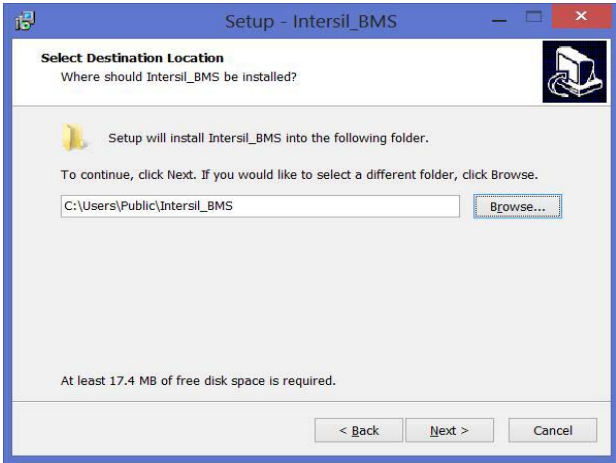 Setup - Intersil_BMS
Select Destination Location
Where should Intersil_BMS be installed?
Setup will install Intersil_BMS into the following folder.
To continue, click Next. If you would like to select a different folder, click Browse.
C:\Users\Public\Intersil_BMS
Browse...
At least 17.4 MB of free disk space is required.
< Back
Next >
Cancel